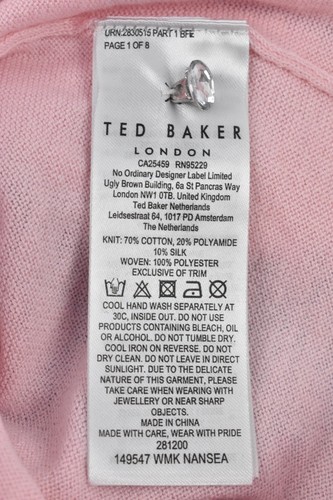 URN:2830515 PART 1 BFE
PAGE 1 OF 8
TED BAKER
LONDON
CA25459 RN95229
No Ordinary Designer Label Limited
Ugly Brown Building, 6a St Pancras Way
London NW1 0TB. United Kingdom
Ted Baker Netherlands
Leidsestraat 64, 1017 PD Amsterdam
The Netherlands
KNIT: 70% COTTON, 20% POLYAMIDE
10% SILK
WOVEN: 100% POLYESTER
EXCLUSIVE OF TRIM
COOL HAND WASH SEPARATELY AT
30C, INSIDE OUT. DO NOT USE
PRODUCTS CONTAINING BLEACH, OIL
OR ALCOHOL. DO NOT TUMBLE DRY.
COOL IRON ON REVERSE. DO NOT
DRY CLEAN. DO NOT LEAVE IN DIRECT
SUNLIGHT. DUE TO THE DELICATE
NATURE OF THIS GARMENT, PLEASE
TAKE CARE WHEN WEARING WITH
JEWELLERY OR NEAR SHARP
OBJECTS.
MADE IN CHINA
MADE WITH CARE, WEAR WITH PRIDE
281200
149547 WMK NANSEA